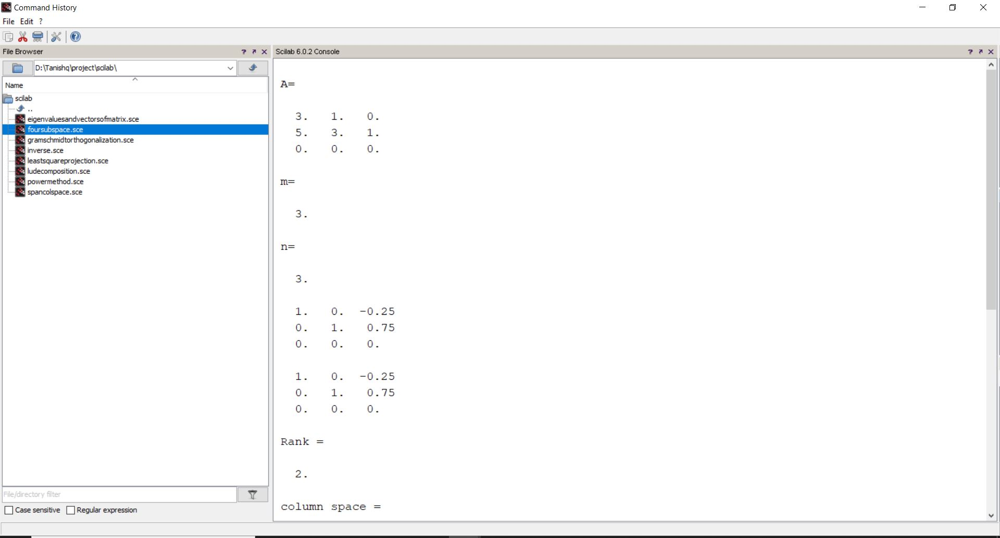 Command History
File Edit ?
File Browser
D:\Tanishq\project\scilab\
Name
scilab
..
eigenvaluesandvectorsofmatrix.sce
foursubspace.sce
gramschmidtorthogonalization.sce
inverse.sce
leastsquareprojection.sce
ludecomposition.sce
powermethod.sce
spancolspace.sce
File/directory filter
Case sensitive Regular expression
Scilab 6.0.2 Console
A=
3. 1. 0.
5. 3. 1.
0. 0. 0.
m=
3.
n=
3.
1. 0. -0.25
0. 1. 0.75
0. 0. 0.
1. 0. -0.25
0. 1. 0.75
0. 0. 0.
Rank =
2.
column space =